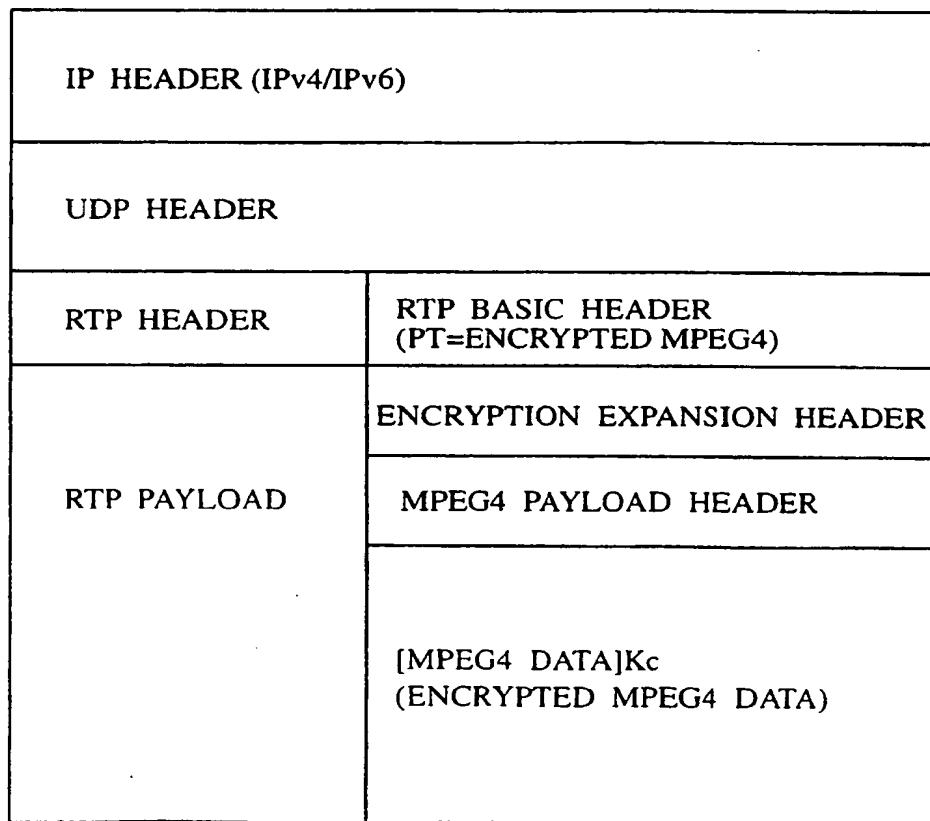 IP HEADER (IPv4/IPv6)
UDP HEADER
RTP HEADER
RTP BASIC HEADER
(PT=ENCRYPTED MPEG4)
ENCRYPTION EXPANSION HEADER
RTP PAYLOAD
MPEG4 PAYLOAD HEADER
[MPEG4 DATA]Kc
(ENCRYPTED MPEG4 DATA)